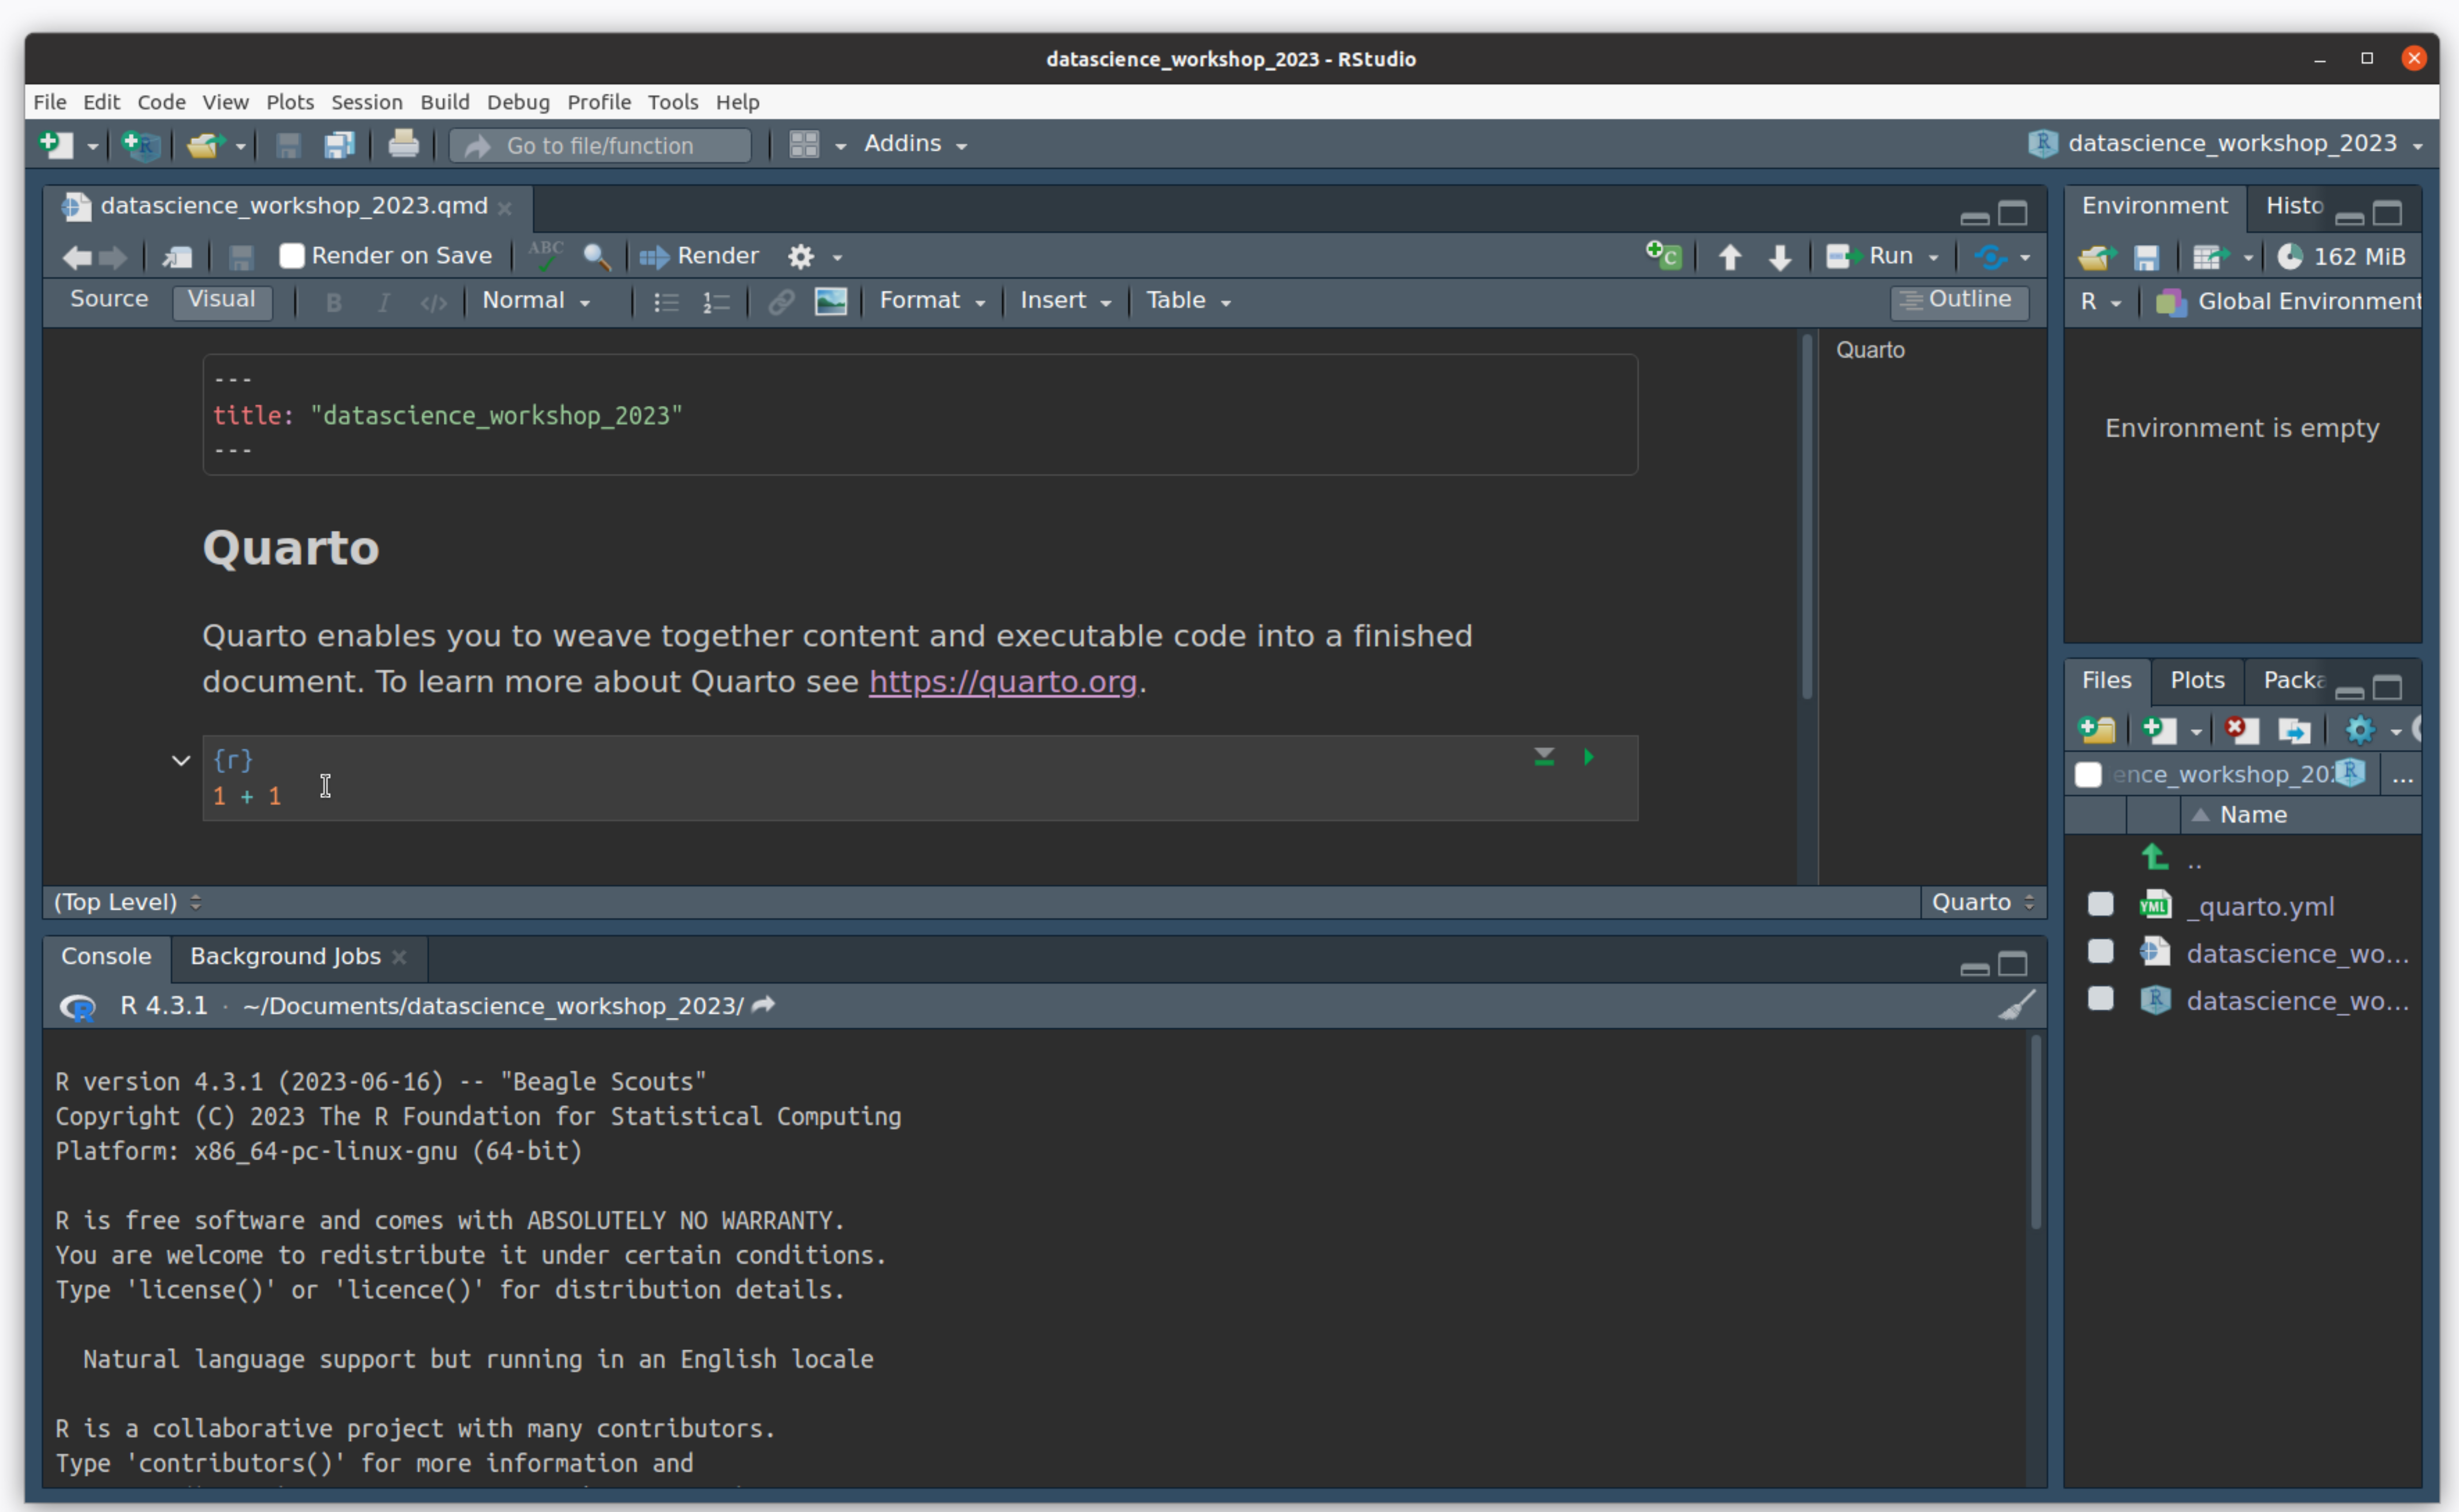 datascience_workshop_2023 - RStudio
File Edit Code View Plots Session Build Debug Profile Tools Help
Go to file/function Addins datascience_workshop_2023
datascience_workshop_2023.qmd
Render on Save ABC Render Run
Source Visual B I </> Normal Format Insert Table Outline
---
title: "datascience_workshop_2023"
---
Quarto
Quarto enables you to weave together content and executable code into a finished
document. To learn more about Quarto see https://quarto.org.
{r}
1 + 1
Quarto
(Top Level) Quarto
Console Background Jobs
R 4.3.1 · ~/Documents/datascience_workshop_2023/
R version 4.3.1 (2023-06-16) -- "Beagle Scouts"
Copyright (C) 2023 The R Foundation for Statistical Computing
Platform: x86_64-pc-linux-gnu (64-bit)
R is free software and comes with ABSOLUTELY NO WARRANTY.
You are welcome to redistribute it under certain conditions.
Type 'license()' or 'licence()' for distribution details.
Natural language support but running in an English locale
R is a collaborative project with many contributors.
Type 'contributors()' for more information and
Environment Histo
162 MiB
R Global Environment
Environment is empty
Files Plots Packa
ence_workshop_202 ...
Name
..
YML _quarto.yml
datascience_wo...
datascience_wo...